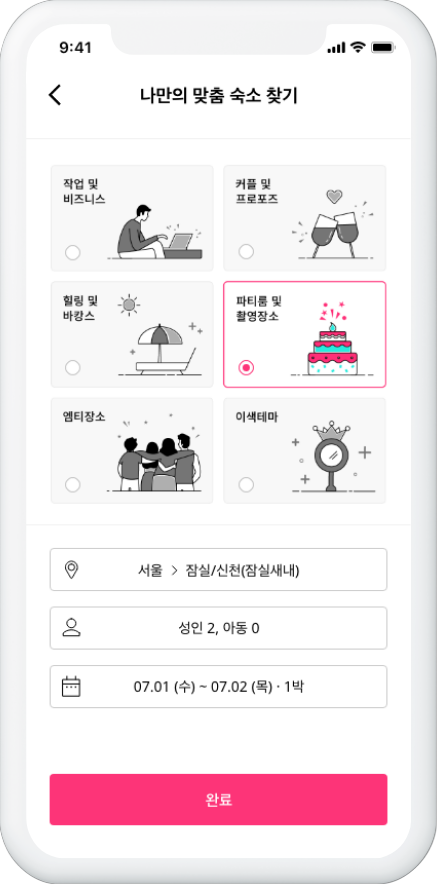 9:41
나만의 맞춤 숙소 찾기
작업 및
비즈니스
커플 및
프로포즈
힐링 및
바캉스
파티룸 및
촬영장소
엠티장소
이색테마
서울 > 잠실/신천(잠실새내)
성인 2, 아동 0
07.01 (수) ~ 07.02 (목) · 1박
완료